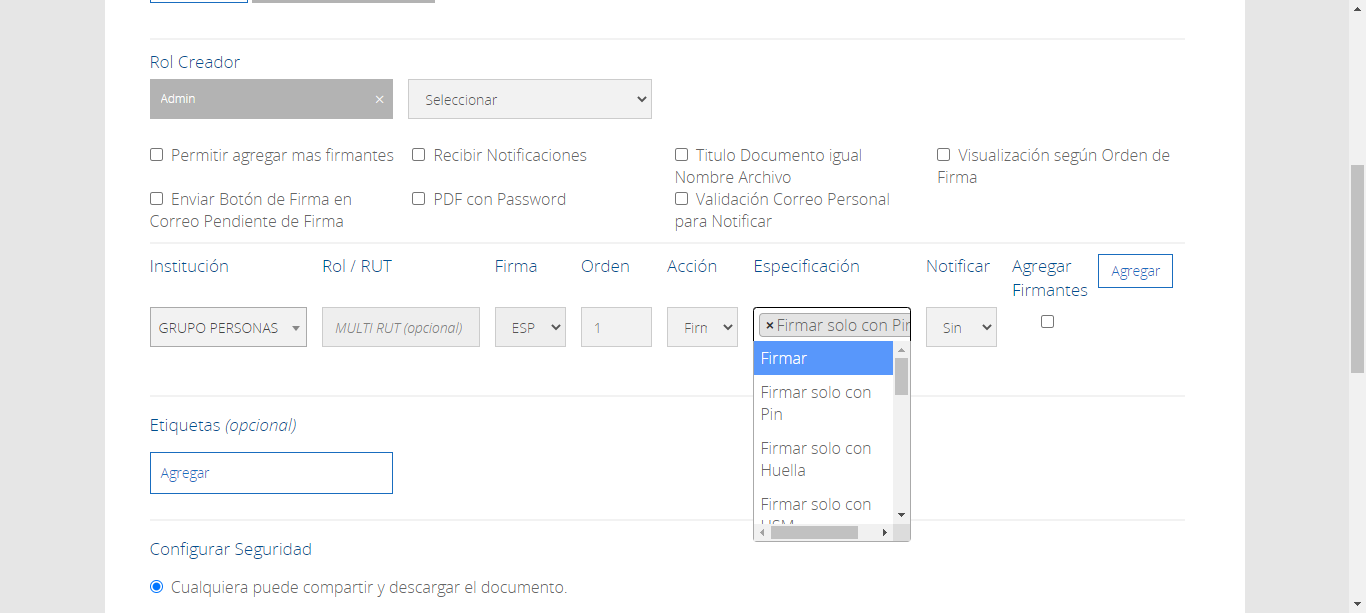 Rol Creador
Admin ×
Seleccionar
Permitir agregar mas firmantes
Recibir Notificaciones
Titulo Documento igual
Nombre Archivo
Visualización según Orden de
Firma
Enviar Botón de Firma en
Correo Pendiente de Firma
PDF con Password
Validación Correo Personal
para Notificar
Institución
Rol / RUT
Firma
Orden
Acción
Especificación
Notificar
Agregar
Firmantes
Agregar
GRUPO PERSONAS
MULTI RUT (opcional)
ESP
1
Firn
× Firmar solo con Pin
Sin
Firmar
Firmar solo con
Pin
Firmar solo con
Huella
Firmar solo con
HSM
Etiquetas (opcional)
Agregar
Configurar Seguridad
Cualquiera puede compartir y descargar el documento.